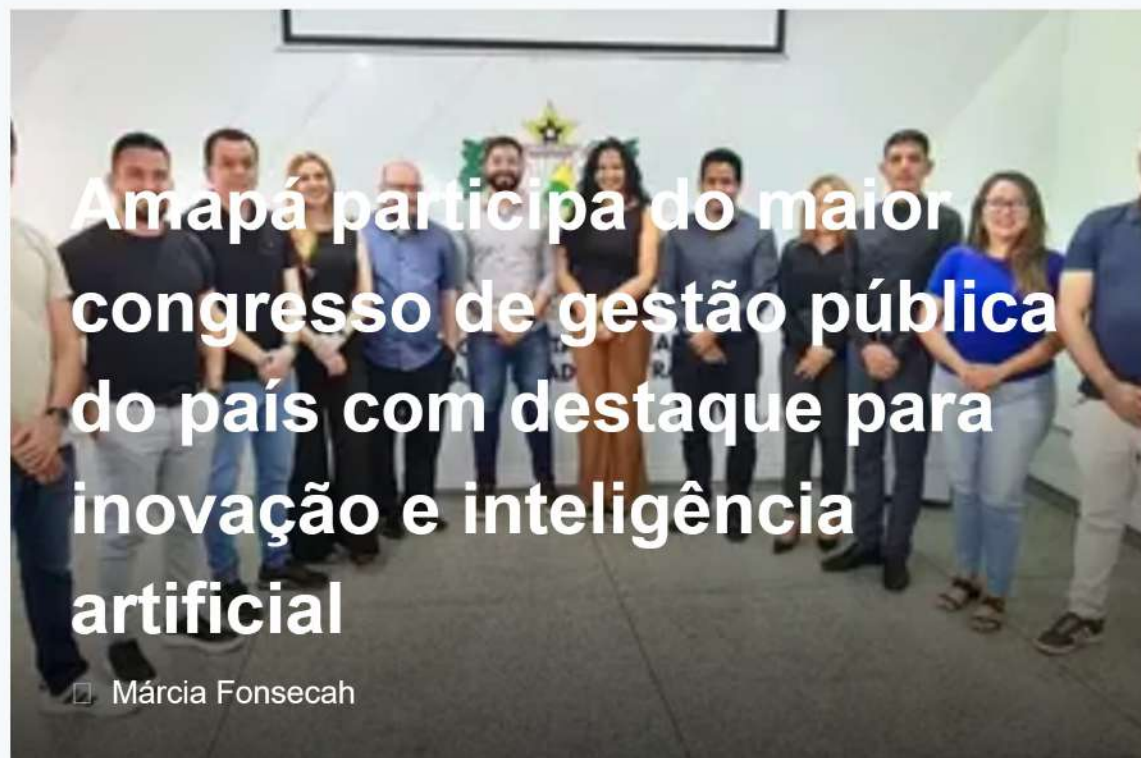 Amapá participa do maior
congresso de gestão pública
do país com destaque para
inovação e inteligência
artificial
Márcia Fonsecah